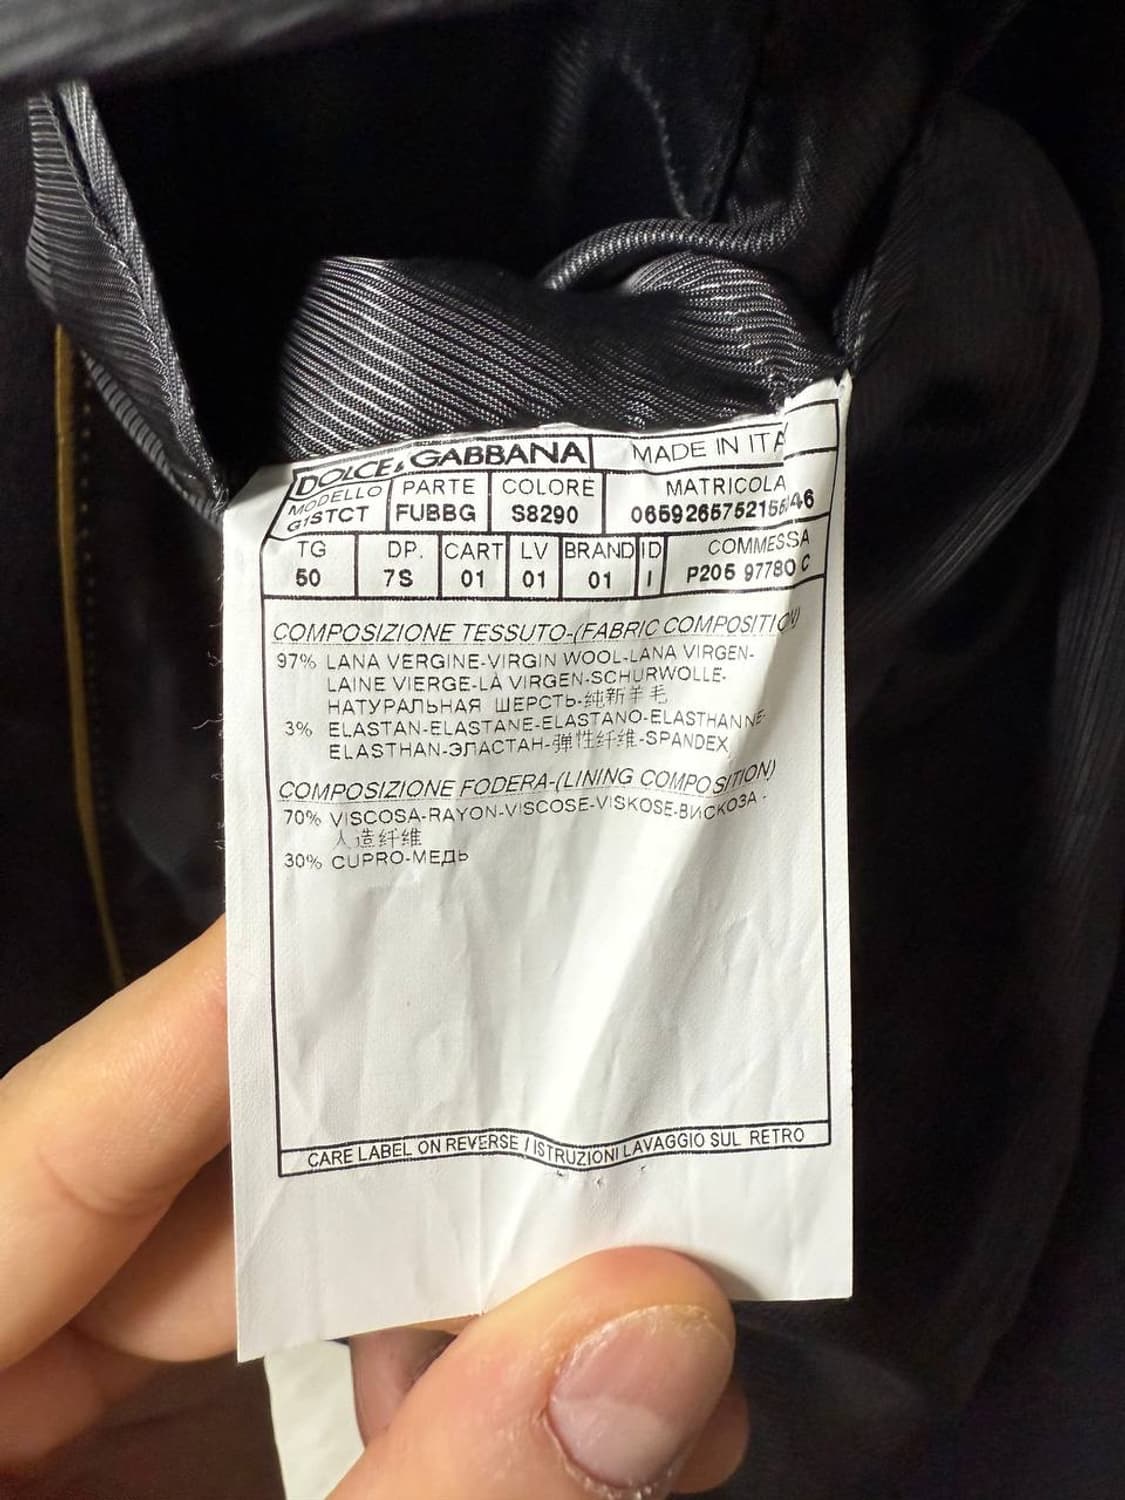 DOLCE & GABBANA MADE IN ITA
MODELLO PARTE COLORE MATRICOLA
G1STCT FUBBG S8290
TG DP. CART LV BRAND ID COMMESSA
50 7S 01 01 01 I P205 97780 C
COMPOSIZIONE TESSUTO-(FABRIC COMPOSITION)
97% LANA VERGINE-VIRGIN WOOL-LANA VIRGEN-
LAINE VIERGE-LÀ VIRGEN-SCHURWOLLE-
НАТУРАЛЬНАЯ ШЕРСТЬ-纯新羊毛
3% ELASTAN-ELASTANE-ELASTANO-ELASTHANNE-
ELASTHAN-ЭЛАСТАН-弹性纤维-SPANDEX
COMPOSIZIONE FODERA-(LINING COMPOSITION)
70% VISCOSA-RAYON-VISCOSE-VISKOSE-ВИСКОЗА -
人造纤维
30% CUPRO-МЕДЬ
CARE LABEL ON REVERSE / ISTRUZIONI LAVAGGIO SUL RETRO